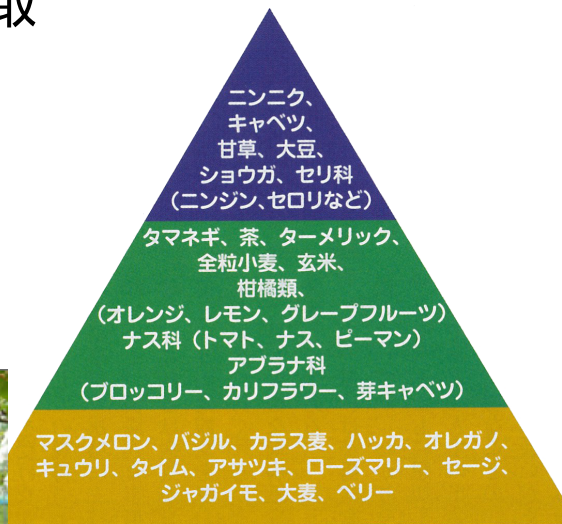 取
ニンニク、
キャベツ、
甘草、大豆、
ショウガ、セリ科
（ニンジン、セロリなど）
タマネギ、茶、ターメリック、
全粒小麦、玄米、
柑橘類、
（オレンジ、レモン、グレープフルーツ）
ナス科（トマト、ナス、ピーマン）
アブラナ科
（ブロッコリー、カリフラワー、芽キャベツ）
マスクメロン、バジル、カラス麦、ハッカ、オレガノ、
キュウリ、タイム、アサツキ、ローズマリー、セージ、
ジャガイモ、大麦、ベリー